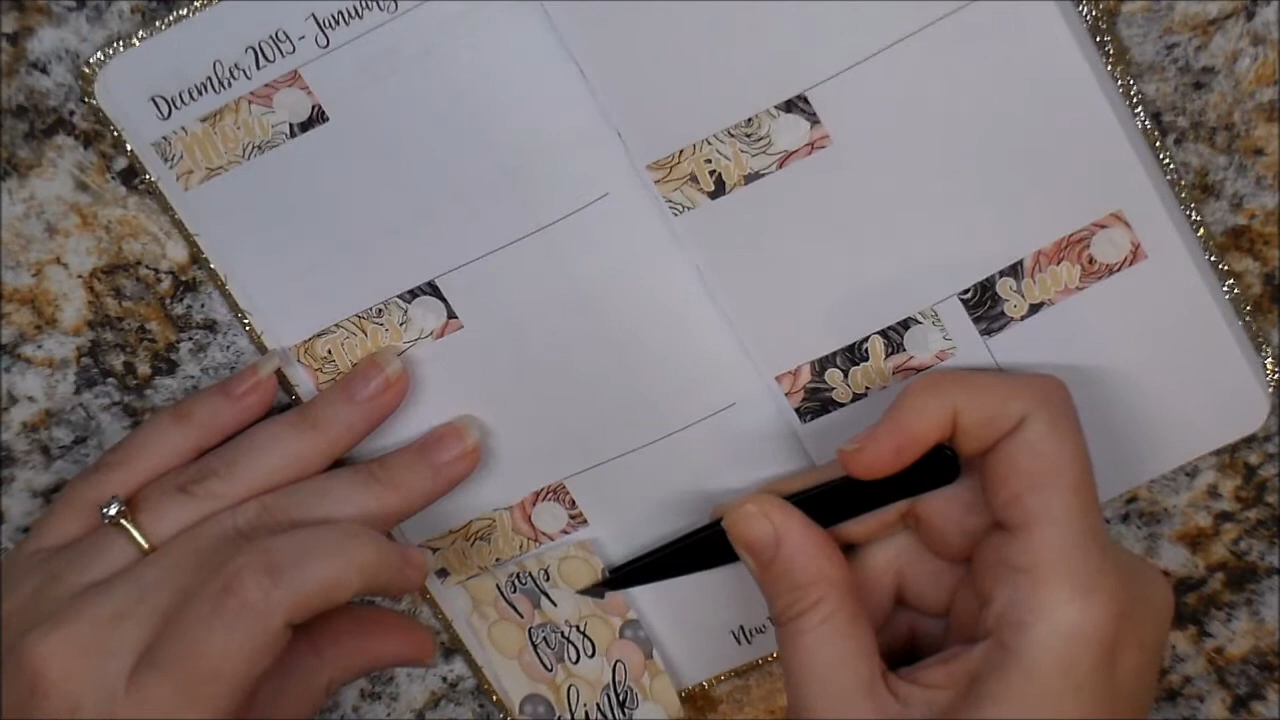 December 2019 - January
Mon
Tues
Wed
Fri
Sat
Sun
pop
fizz
clink
New